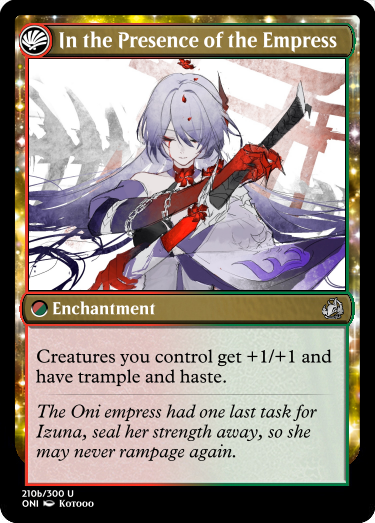 In the Presence of the Empress
Enchantment
Creatures you control get +1/+1 and
have trample and haste.
The Oni empress had one last task for
Izuna, seal her strength away, so she
may never rampage again.
210b/300 U
ONI Kotooo